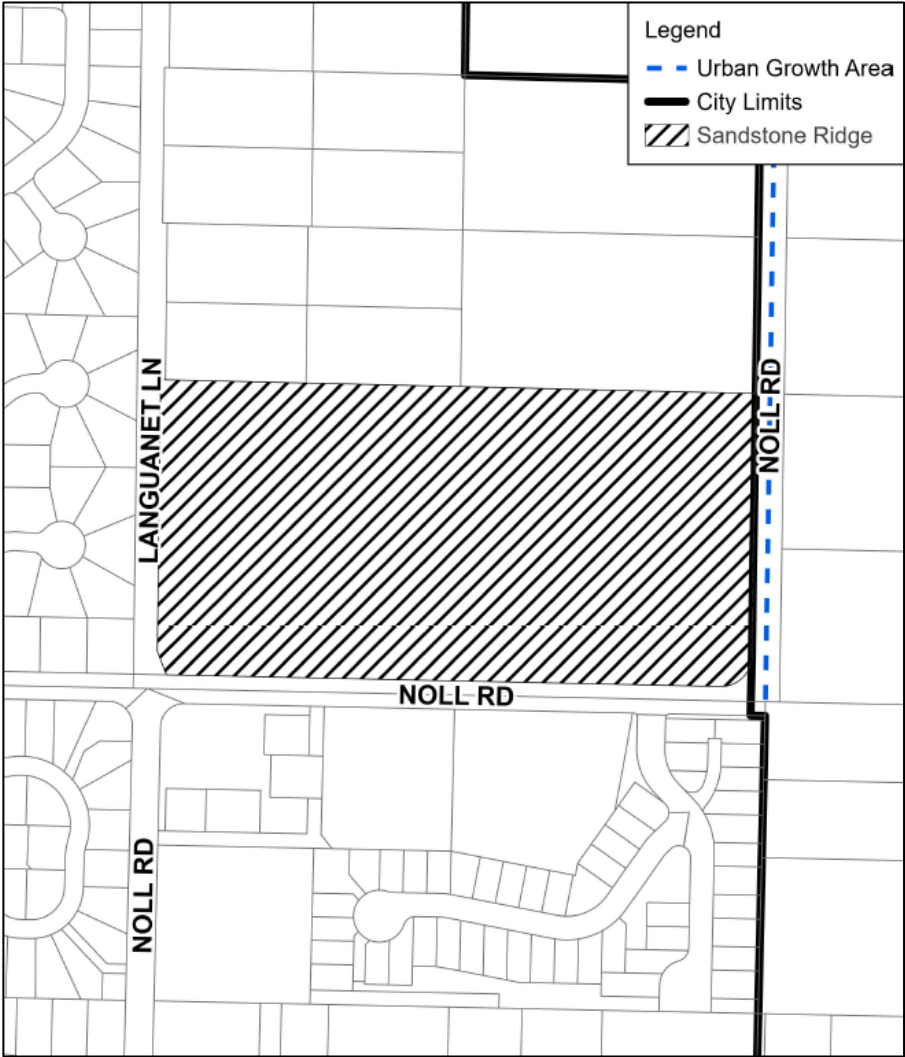 Legend
Urban Growth Area
City Limits
Sandstone Ridge
LANGUANET LN
NOLL RD
NOLL RD
NOLL RD